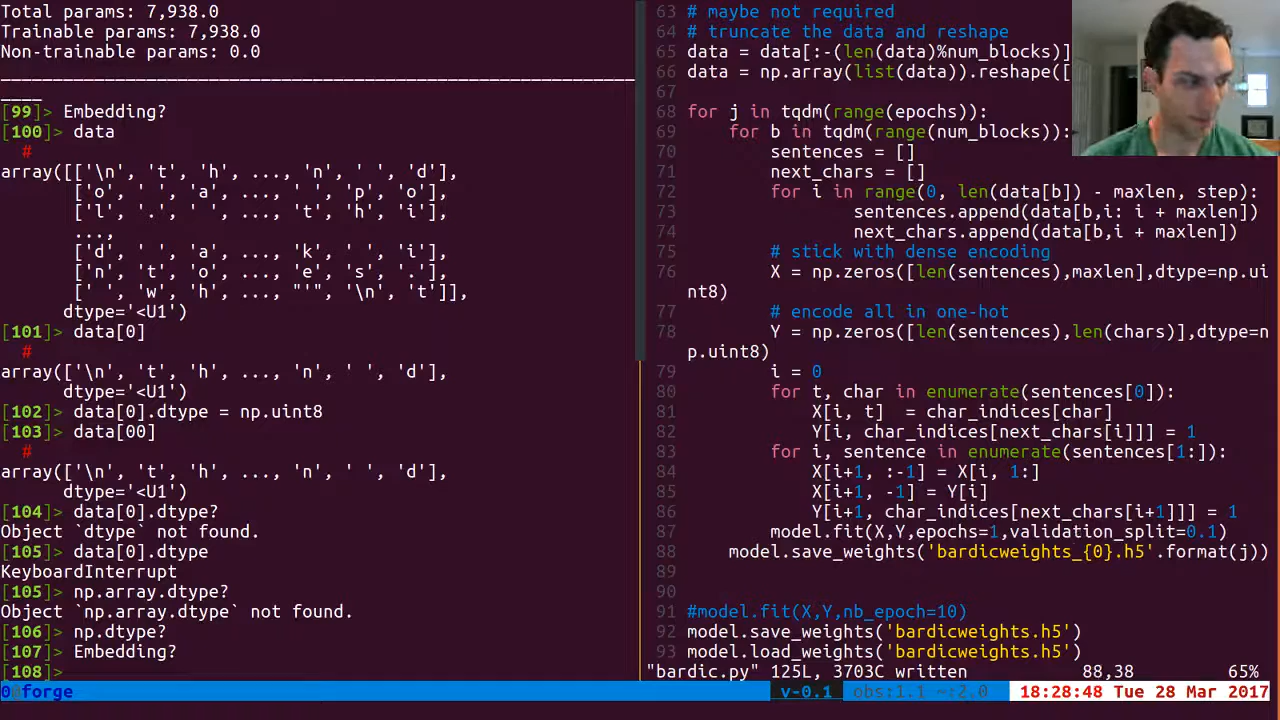 Total params: 7,938.0
Trainable params: 7,938.0
Non-trainable params: 0.0
_________________________________________________________________
[99]> Embedding?
[100]> data
#
array([['\n', 't', 'h', ..., 'n', ' ', 'd'],
['o', ' ', 'a', ..., ' ', 'p', 'o'],
['l', '.', ' ', ..., 't', 'h', 'i'],
...,
['d', ' ', 'a', ..., 'k', ' ', 'i'],
['n', 't', 'o', ..., 'e', 's', '.'],
[' ', 'w', 'h', ..., "'", '\n', 't']],
dtype='<U1')
[101]> data[0]
#
array(['\n', 't', 'h', ..., 'n', ' ', 'd'],
dtype='<U1')
[102]> data[0].dtype = np.uint8
[103]> data[00]
#
array(['\n', 't', 'h', ..., 'n', ' ', 'd'],
dtype='<U1')
[104]> data[0].dtype?
Object `dtype` not found.
[105]> data[0].dtype
KeyboardInterrupt
[105]> np.array.dtype?
Object `np.array.dtype` not found.
[106]> np.dtype?
[107]> Embedding?
[108]>
63 # maybe not required
64 # truncate the data and reshape
65 data = data[:-(len(data)%num_blocks)]
66 data = np.array(list(data)).reshape([
67
68 for j in tqdm(range(epochs)):
69 for b in tqdm(range(num_blocks)):
70 sentences = []
71 next_chars = []
72 for i in range(0, len(data[b]) - maxlen, step):
73 sentences.append(data[b,i: i + maxlen])
74 next_chars.append(data[b,i + maxlen])
75 # stick with dense encoding
76 X = np.zeros([len(sentences),maxlen],dtype=np.ui
nt8)
77 # encode all in one-hot
78 Y = np.zeros([len(sentences),len(chars)],dtype=n
p.uint8)
79 i = 0
80 for t, char in enumerate(sentences[0]):
81 X[i, t] = char_indices[char]
82 Y[i, char_indices[next_chars[i]]] = 1
83 for i, sentence in enumerate(sentences[1:]):
84 X[i+1, :-1] = X[i, 1:]
85 X[i+1, -1] = Y[i]
86 Y[i+1, char_indices[next_chars[i+1]]] = 1
87 model.fit(X,Y,epochs=1,validation_split=0.1)
88 model.save_weights('bardicweights_{0}.h5'.format(j))
89
90
91 #model.fit(X,Y,nb_epoch=10)
92 model.save_weights('bardicweights.h5')
93 model.load_weights('bardicweights.h5')
"bardic.py" 125L, 3703C written 88,38 65%
0 forge v-0.1 obs:1.1 ~:2.0 18:28:48 Tue 28 Mar 2017